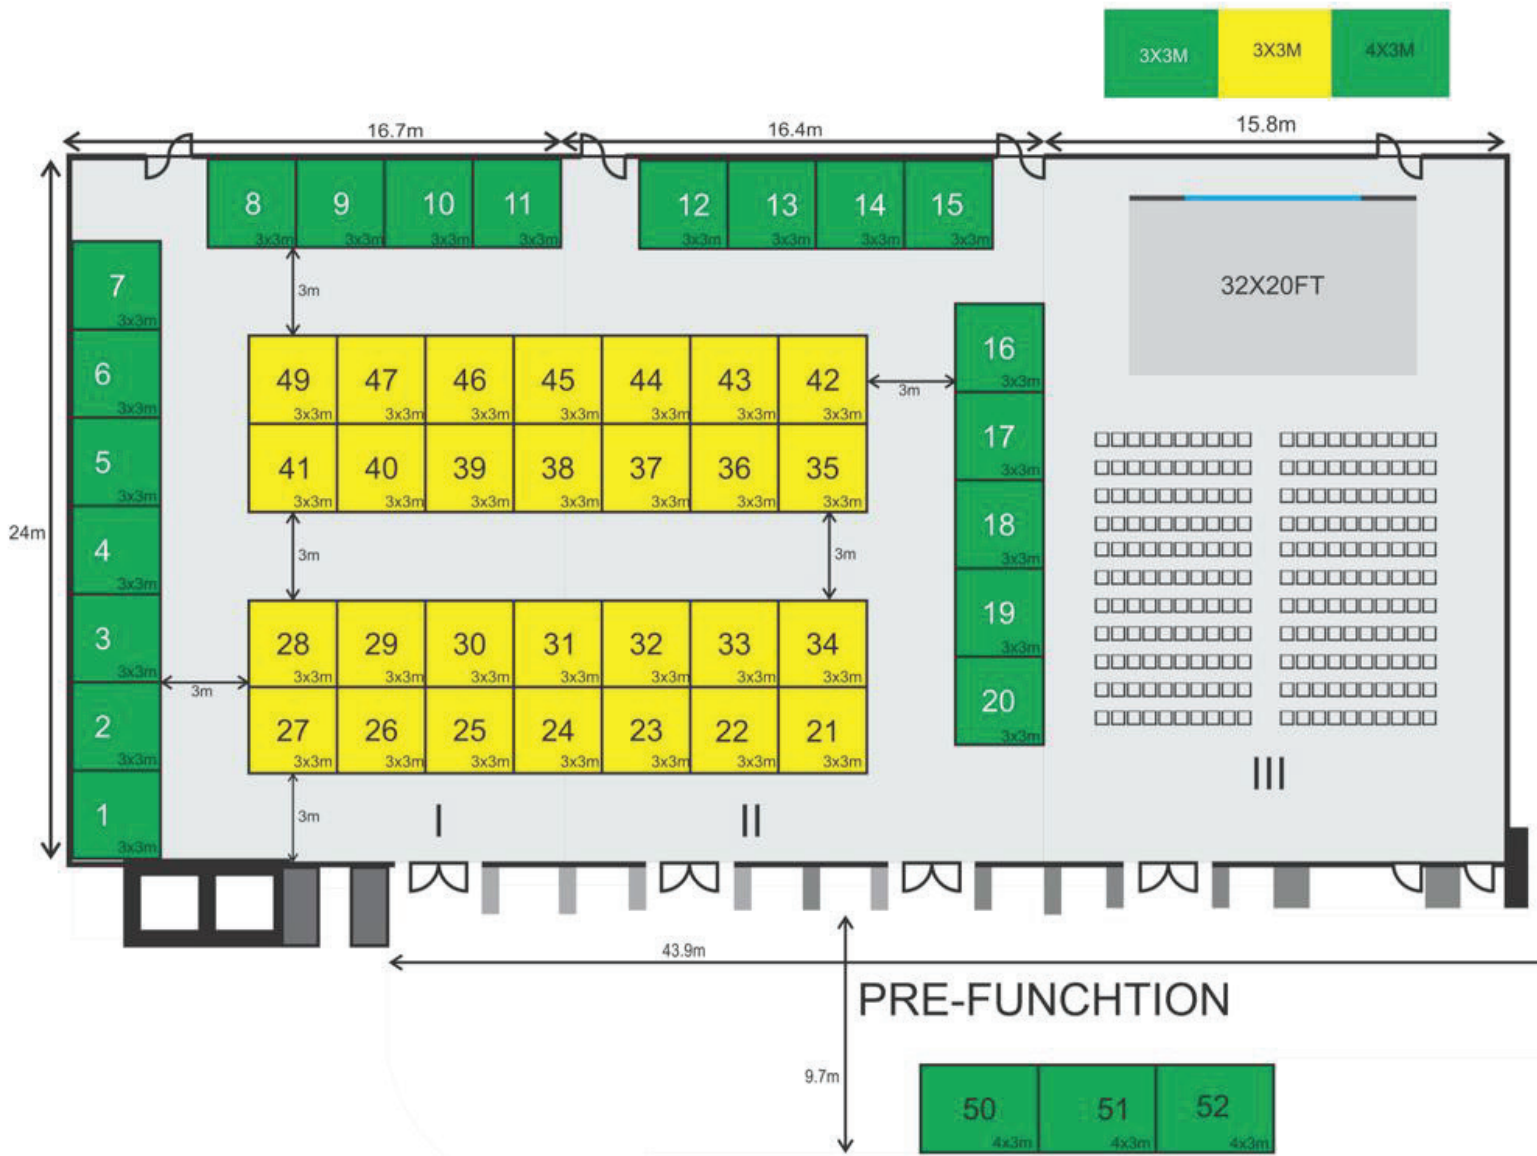 3X3M 3X3M 4X3M
16.7m 16.4m 15.8m
8 9 10 11 12 13 14 15
3x3m 3x3m 3x3m 3x3m 3x3m 3x3m 3x3m 3x3m
7
3x3m
3m
32X20FT
6
3x3m
49 47 46 45 44 43 42
3x3m 3x3m 3x3m 3x3m 3x3m 3x3m 3x3m
3m
16
3x3m
5
3x3m
41 40 39 38 37 36 35
3x3m 3x3m 3x3m 3x3m 3x3m 3x3m 3x3m
17
3x3m
24m
4
3x3m
3m
3m
18
3x3m
3
3x3m
28 29 30 31 32 33 34
3x3m 3x3m 3x3m 3x3m 3x3m 3x3m 3x3m
19
3x3m
3m
2
3x3m
27 26 25 24 23 22 21
3x3m 3x3m 3x3m 3x3m 3x3m 3x3m 3x3m
20
3x3m
1
3x3m
3m
I II III
43.9m
PRE-FUNCHTION
9.7m
50 51 52
4x3m 4x3m 4x3m